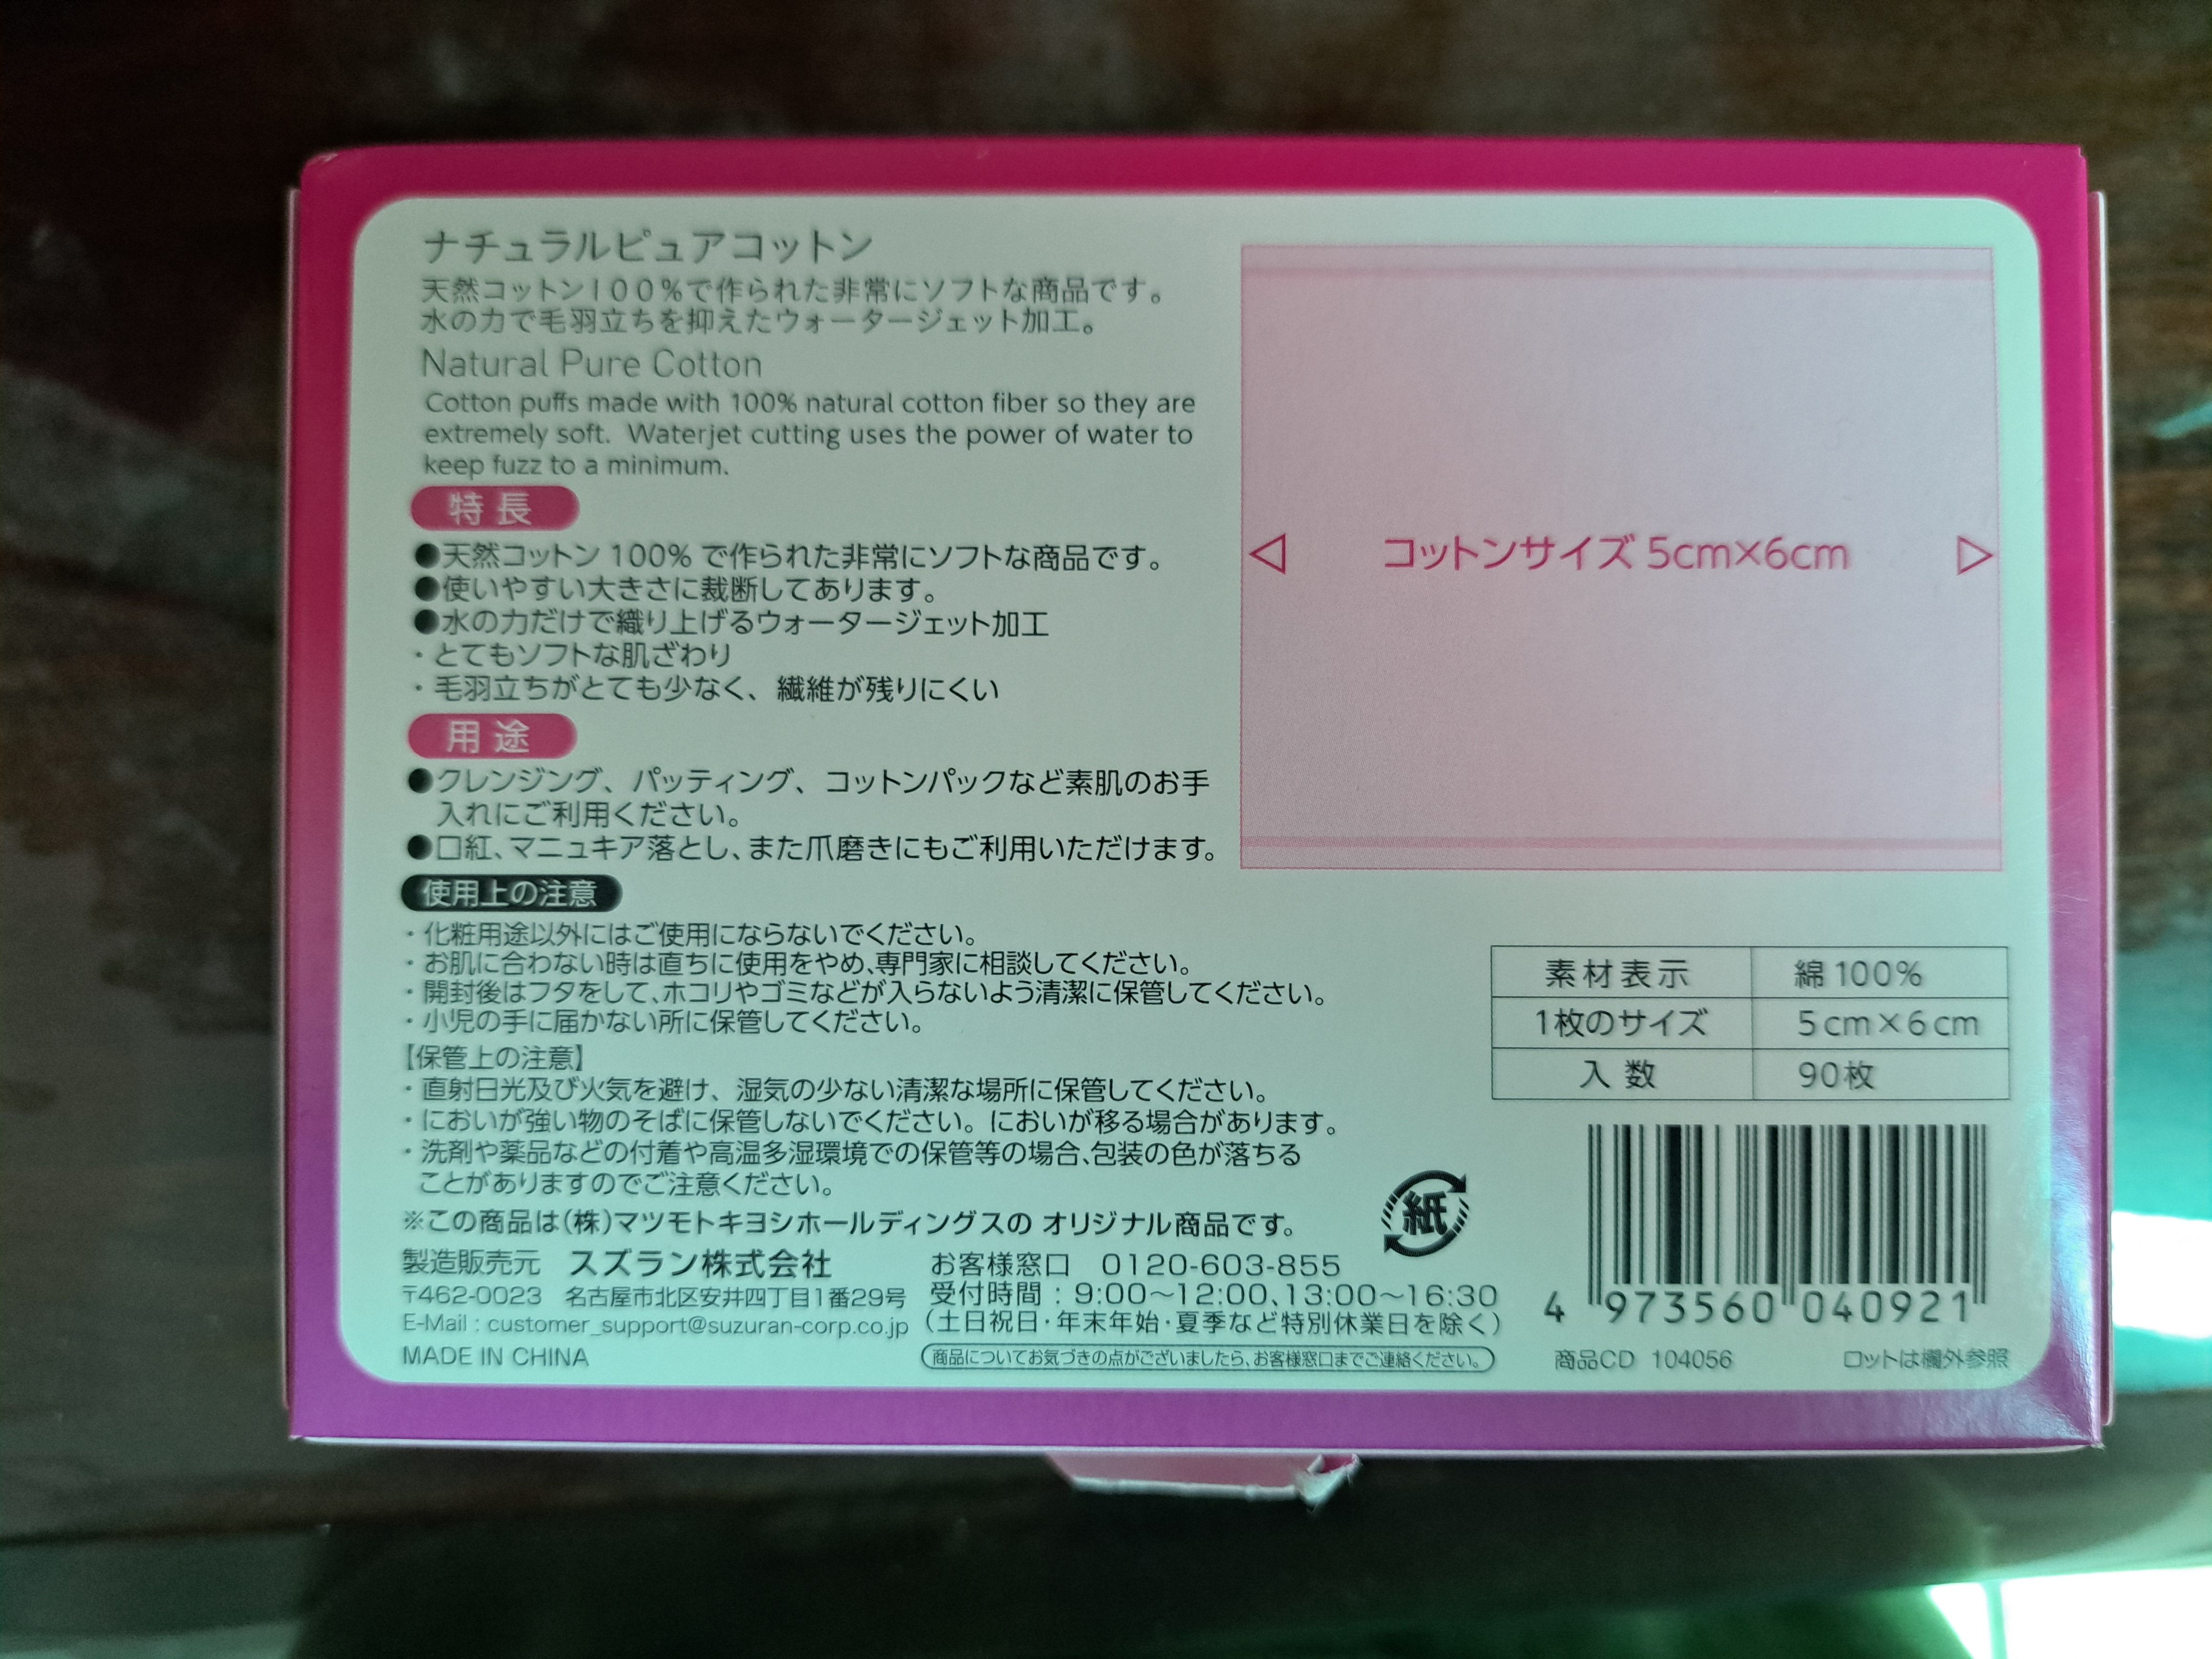 ナチュラルピュアコットン
天然コットン100%で作られた非常にソフトな商品です。
水の力で毛羽立ちを抑えたウォータージェット加工。
Natural Pure Cotton
Cotton puffs made with 100% natural cotton fiber so they are
extremely soft. Waterjet cutting uses the power of water to
keep fuzz to a minimum.
特長
●天然コットン 100% で作られた非常にソフトな商品です。
●使いやすい大きさに裁断してあります。
●水の力だけで織り上げるウォータージェット加工
・とてもソフトな肌ざわり
・毛羽立ちがとても少なく、繊維が残りにくい
用途
●クレンジング、パッティング、コットンパックなど素肌のお手
入れにご利用ください。
●口紅、マニュキア落とし、また爪磨きにもご利用いただけます。
◁ コットンサイズ 5cm×6cm ▷
使用上の注意
・化粧用途以外にはご使用にならないでください。
・お肌に合わない時は直ちに使用をやめ、専門家に相談してください。
・開封後はフタをして、ホコリやゴミなどが入らないよう清潔に保管してください。
・小児の手に届かない所に保管してください。
【保管上の注意】
・直射日光及び火気を避け、湿気の少ない清潔な場所に保管してください。
・においが強い物のそばに保管しないでください。においが移る場合があります。
・洗剤や薬品などの付着や高温多湿環境での保管等の場合、包装の色が落ちる
ことがありますのでご注意ください。
※この商品は(株)マツモトキヨシホールディングスの オリジナル商品です。
製造販売元 スズラン株式会社
〒462-0023 名古屋市北区安井四丁目1番29号
E-Mail : customer_support@suzuran-corp.co.jp
MADE IN CHINA
お客様窓口 0120-603-855
受付時間：9:00〜12:00、13:00〜16:30
(土日祝日・年末年始・夏季など特別休業日を除く)
商品についてお気づきの点がございましたら、お客様窓口までご連絡ください。
紙
素材表示 綿100%
1枚のサイズ 5cm×6cm
入数 90枚
4 973560 040921
商品CD 104056 ロットは欄外参照